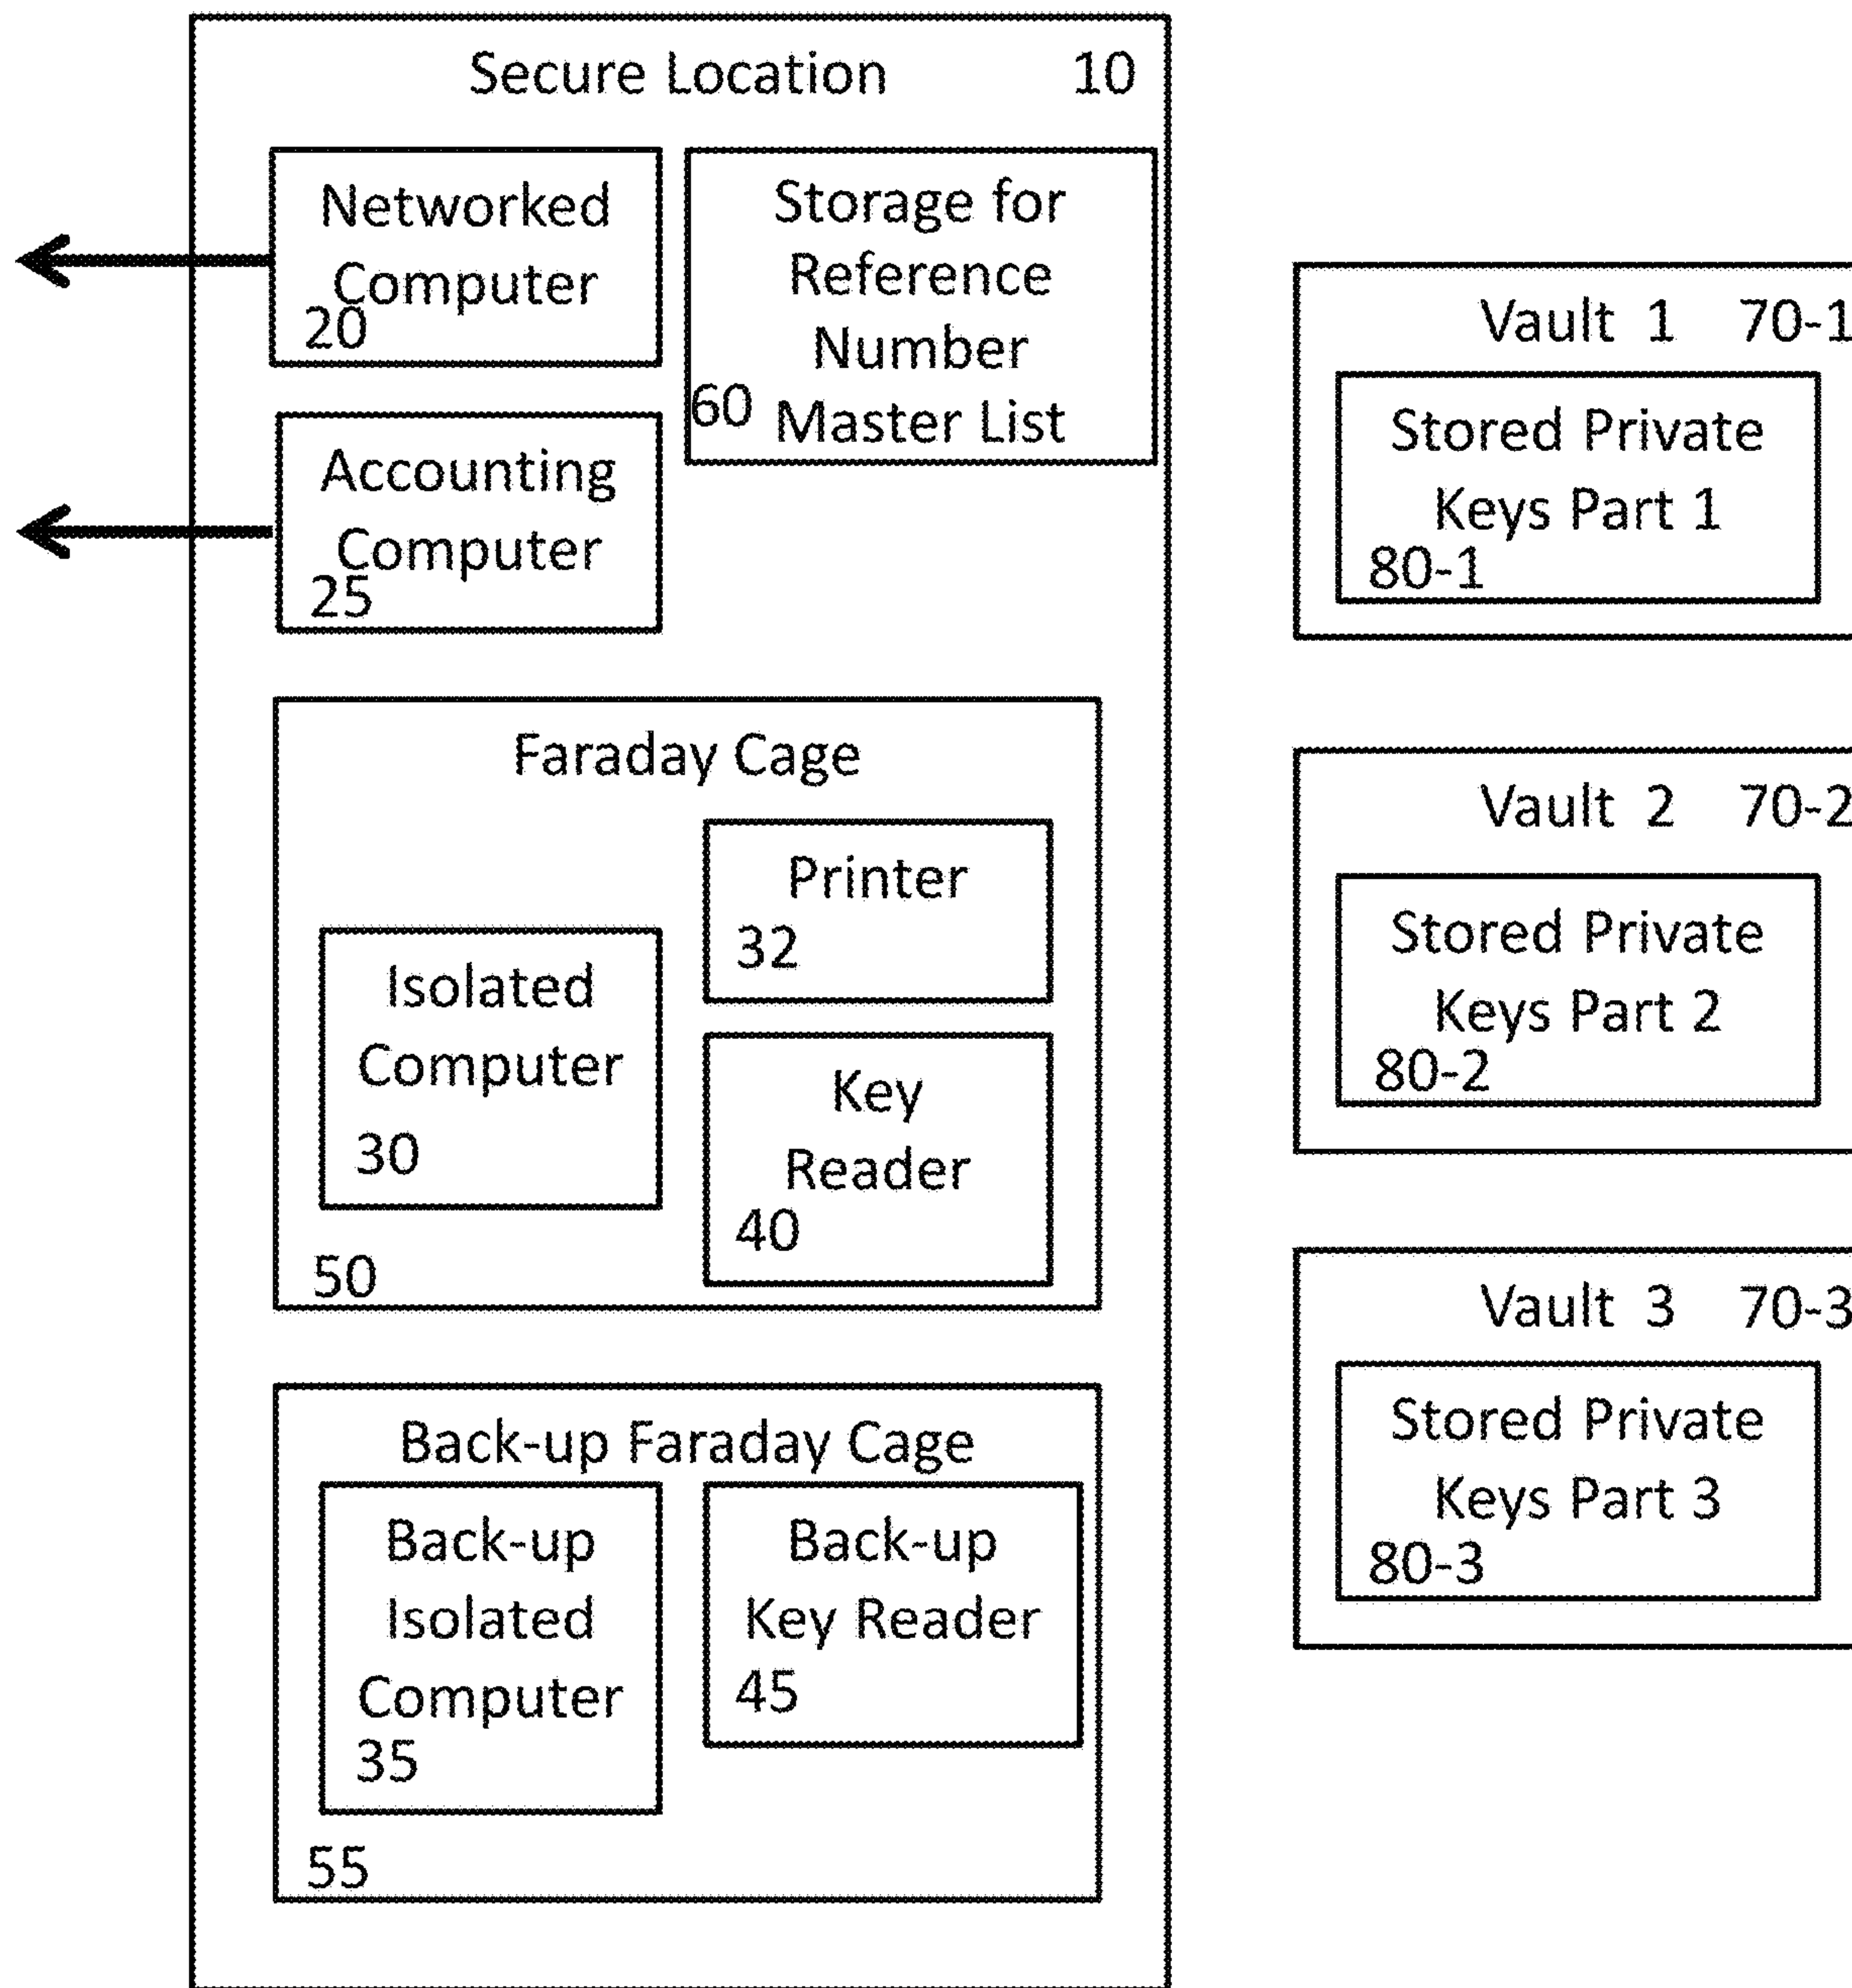 Secure Location 10
Networked
Computer
20
Storage for
Reference
Number
60 Master List
Accounting
Computer
25
Faraday Cage
Printer
32
Isolated
Computer
30
Key
Reader
40
50
Back-up Faraday Cage
Back-up
Isolated
Computer
35
Back-up
Key Reader
45
55
Vault 1 70-1
Stored Private
Keys Part 1
80-1
Vault 2 70-2
Stored Private
Keys Part 2
80-2
Vault 3 70-3
Stored Private
Keys Part 3
80-3